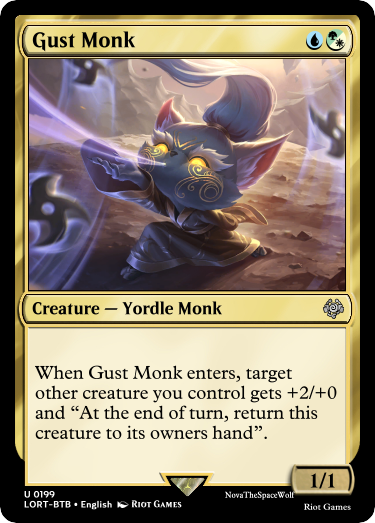 Gust Monk
Creature — Yordle Monk
When Gust Monk enters, target
other creature you control gets +2/+0
and “At the end of turn, return this
creature to its owners hand”.
1/1
U 0199
LORT-BTB • English Riot Games
NovaTheSpaceWolf
Riot Games